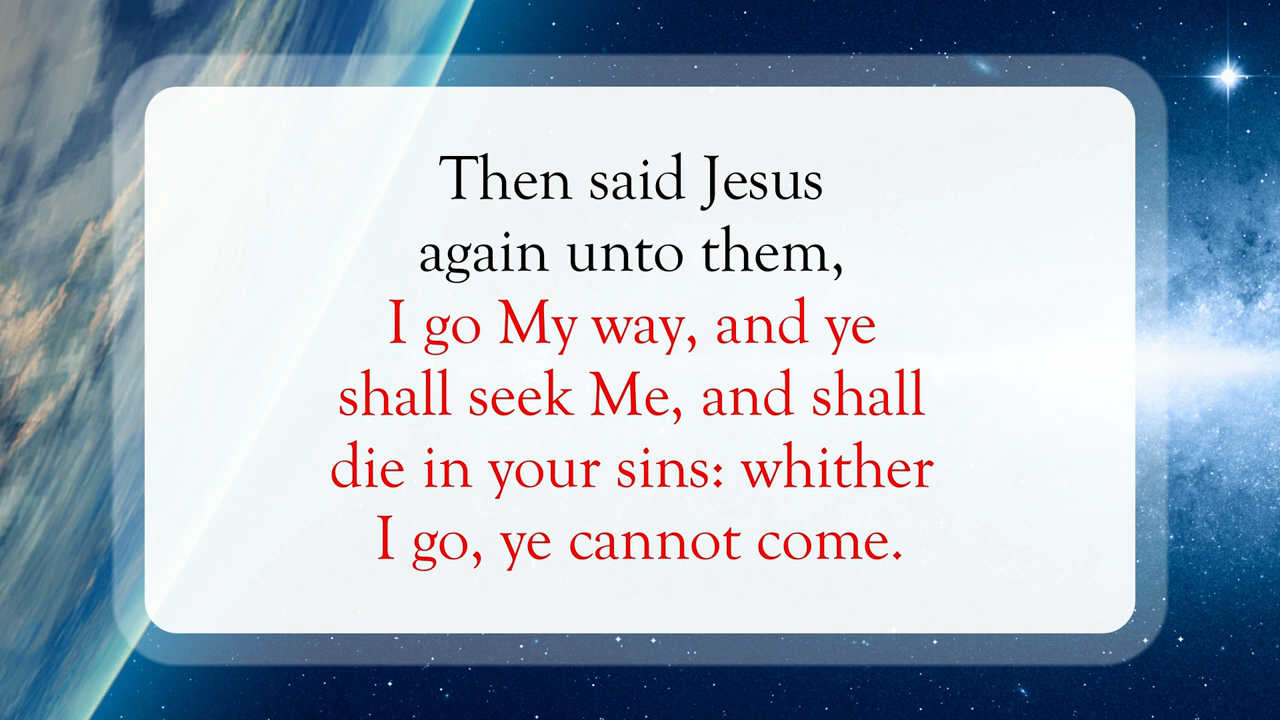 Then said Jesus
again unto them,
I go My way, and ye
shall seek Me, and shall
die in your sins: whither
I go, ye cannot come.